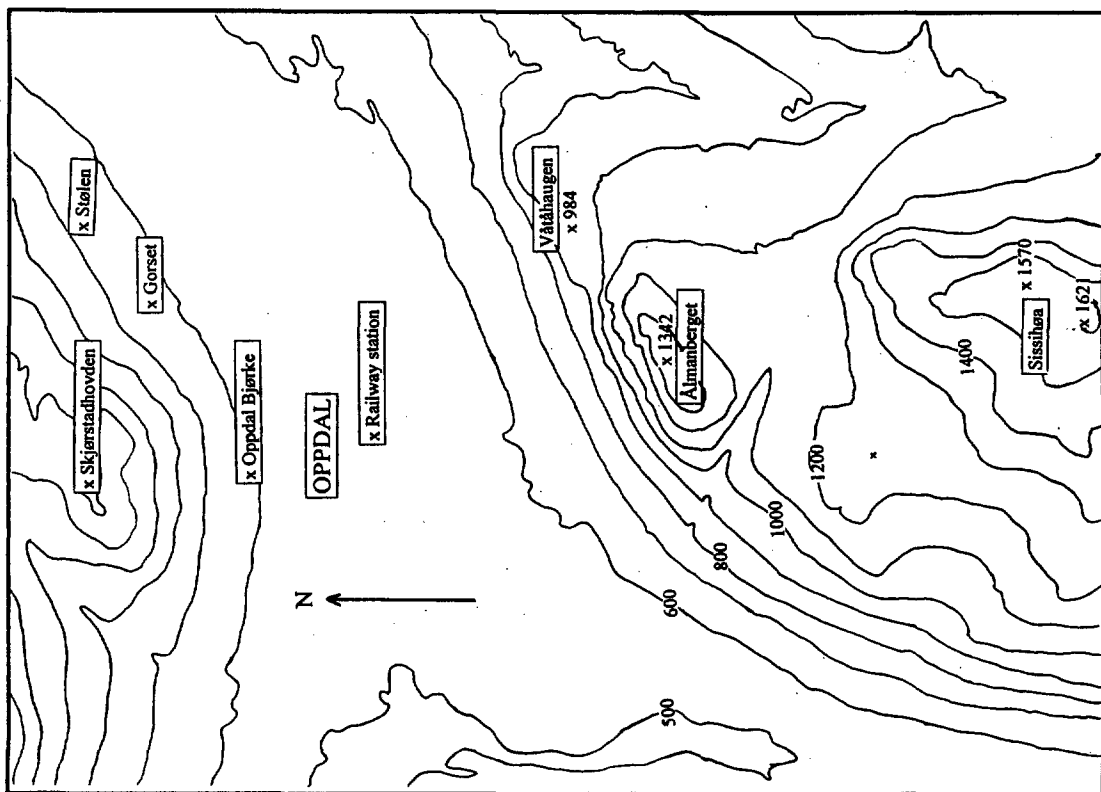 x Stølen
x Skjørstadhovden
x Gorset
x Oppdal Bjørke
OPPDAL
x Railway station
N
Våtåhaugen
x 984
x 1342
Ålmanberget
600
800
1000
1200
x
500
1400
x 1570
Sissihøa
x 1621